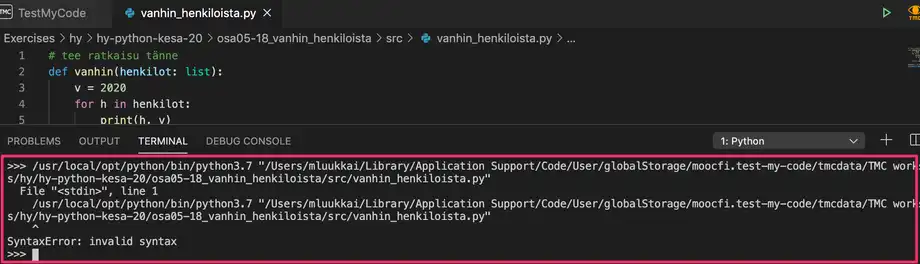 TMC TestMyCode vanhin_henkiloista.py ×
TMC
Exercises > hy > hy-python-kesa-20 > osa05-18_vanhin_henkiloista > src > vanhin_henkiloista.py > ...
1 # tee ratkaisu tänne
2 def vanhin(henkilot: list):
3 v = 2020
4 for h in henkilot:
5 print(h, v)
PROBLEMS OUTPUT TERMINAL DEBUG CONSOLE 1: Python
>>> /usr/local/opt/python/bin/python3.7 "/Users/mluukkai/Library/Application Support/Code/User/globalStorage/moocfi.test-my-code/tmcdata/TMC works
s/hy/hy-python-kesa-20/osa05-18_vanhin_henkiloista/src/vanhin_henkiloista.py"
File "<stdin>", line 1
/usr/local/opt/python/bin/python3.7 "/Users/mluukkai/Library/Application Support/Code/User/globalStorage/moocfi.test-my-code/tmcdata/TMC works
s/hy/hy-python-kesa-20/osa05-18_vanhin_henkiloista/src/vanhin_henkiloista.py"
^
SyntaxError: invalid syntax
>>>